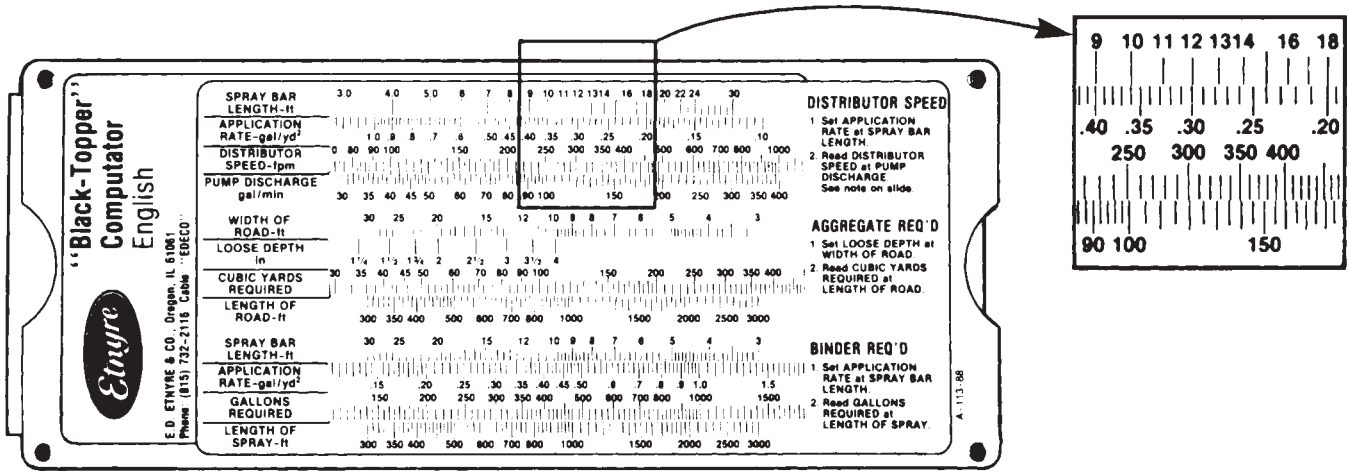 "Black-Topper"
Computator
English
Etnyre
E.D. ETNYRE & CO., Oregon, IL 61061
Phone: (815) 732-2116 Cable "EDECO"
SPRAY BAR
LENGTH-ft
3.0 4.0 5.0 6 7 8 9 10 11 12 1314 16 18 20 22 24 30
APPLICATION
RATE-gal/yd²
1.0 .9 .8 .7 .6 .50 .45 .40 .35 .30 .25 .20 .15 .10
DISTRIBUTOR
SPEED-fpm
0 80 90 100 150 200 250 300 350 400 500 600 700 800 1000
PUMP DISCHARGE
gal/min
30 35 40 45 50 60 70 80 90 100 150 200 250 300 350
DISTRIBUTOR SPEED
1 Set APPLICATION
RATE at SPRAY BAR
LENGTH.
2. Read DISTRIBUTOR
SPEED at PUMP
DISCHARGE.
See note on slide.
WIDTH OF
ROAD-ft
30 25 20 15 12 10 9 8 7 6 5 4 3
LOOSE DEPTH
in
1¼ 1½ 1¾ 2 2½ 3 3½ 4
CUBIC YARDS
REQUIRED
30 35 40 45 50 60 70 80 90 100 150 200 250 300 350 400
LENGTH OF
ROAD-ft
300 350 400 500 600 700 800 1000 1500 2000 2500 3000
AGGREGATE REQ'D
1 Set LOOSE DEPTH at
WIDTH OF ROAD.
2. Read CUBIC YARDS
REQUIRED at
LENGTH OF ROAD.
SPRAY BAR
LENGTH-ft
30 25 20 15 12 10 9 8 7 6 5 4 3
APPLICATION
RATE-gal/yd²
.15 .20 .25 .30 .35 .40 .45 .50 .6 .7 .8 .9 1.0 1.5
GALLONS
REQUIRED
150 200 250 300 350 400 500 600 700 800 1000 1500
LENGTH OF
SPRAY-ft
300 350 400 500 600 700 800 1000 1500 2000 2500 3000
BINDER REQ'D
1. Set APPLICATION
RATE at SPRAY BAR
LENGTH.
2. Read GALLONS
REQUIRED at
LENGTH OF SPRAY.
A-113-88
9 10 11 12 1314 16 18
.40 .35 .30 .25 .20
250 300 350 400
90 100 150